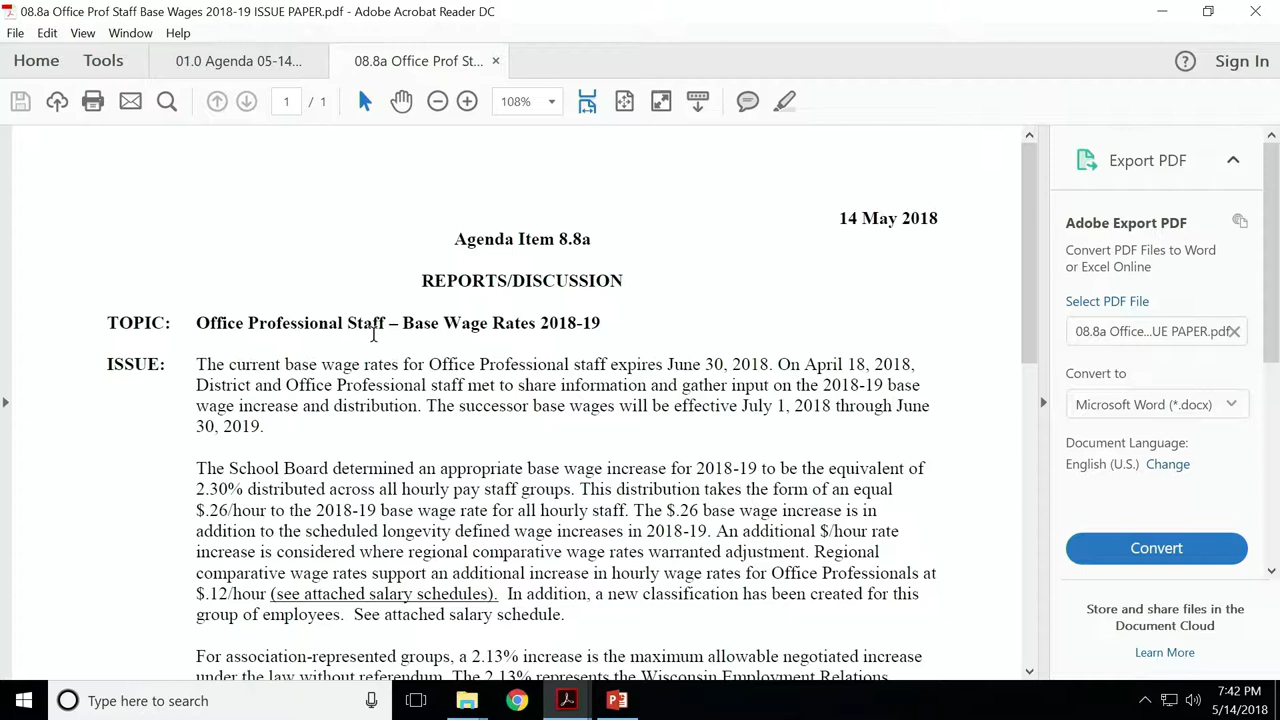 08.8a Office Prof Staff Base Wages 2018-19 ISSUE PAPER.pdf - Adobe Acrobat Reader DC
File Edit View Window Help
Home Tools 01.0 Agenda 05-14... 08.8a Office Prof St... Sign In
1 / 1 108%
14 May 2018
Agenda Item 8.8a
REPORTS/DISCUSSION
TOPIC: Office Professional Staff – Base Wage Rates 2018-19
ISSUE: The current base wage rates for Office Professional staff expires June 30, 2018. On April 18, 2018,
District and Office Professional staff met to share information and gather input on the 2018-19 base
wage increase and distribution. The successor base wages will be effective July 1, 2018 through June
30, 2019.
The School Board determined an appropriate base wage increase for 2018-19 to be the equivalent of
2.30% distributed across all hourly pay staff groups. This distribution takes the form of an equal
$.26/hour to the 2018-19 base wage rate for all hourly staff. The $.26 base wage increase is in
addition to the scheduled longevity defined wage increases in 2018-19. An additional $/hour rate
increase is considered where regional comparative wage rates warranted adjustment. Regional
comparative wage rates support an additional increase in hourly wage rates for Office Professionals at
$.12/hour (see attached salary schedules). In addition, a new classification has been created for this
group of employees. See attached salary schedule.
For association-represented groups, a 2.13% increase is the maximum allowable negotiated increase
under the law without referendum. The 2.13% represents the Wisconsin Employment Relations
Export PDF
Adobe Export PDF
Convert PDF Files to Word
or Excel Online
Select PDF File
08.8a Office...UE PAPER.pdf
Convert to
Microsoft Word (*.docx)
Document Language:
English (U.S.) Change
Convert
Store and share files in the
Document Cloud
Learn More
Type here to search
7:42 PM
5/14/2018